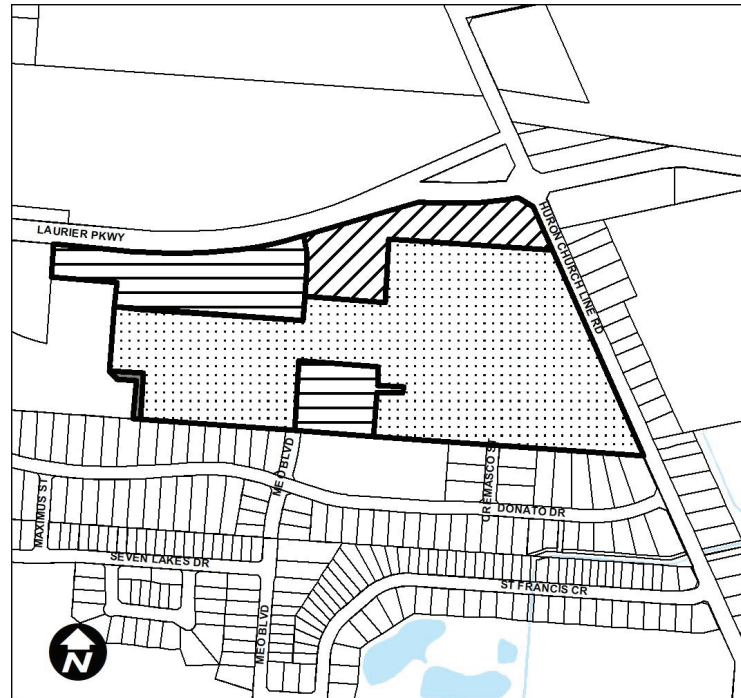 LAURIER PKWY
HURON CHURCH LINE RD
MEO BLVD
CREMASCO ST
MAXIMUS ST
DONATO DR
SEVEN LAKES DR
ST FRANCIS CR
MEO BLVD
N